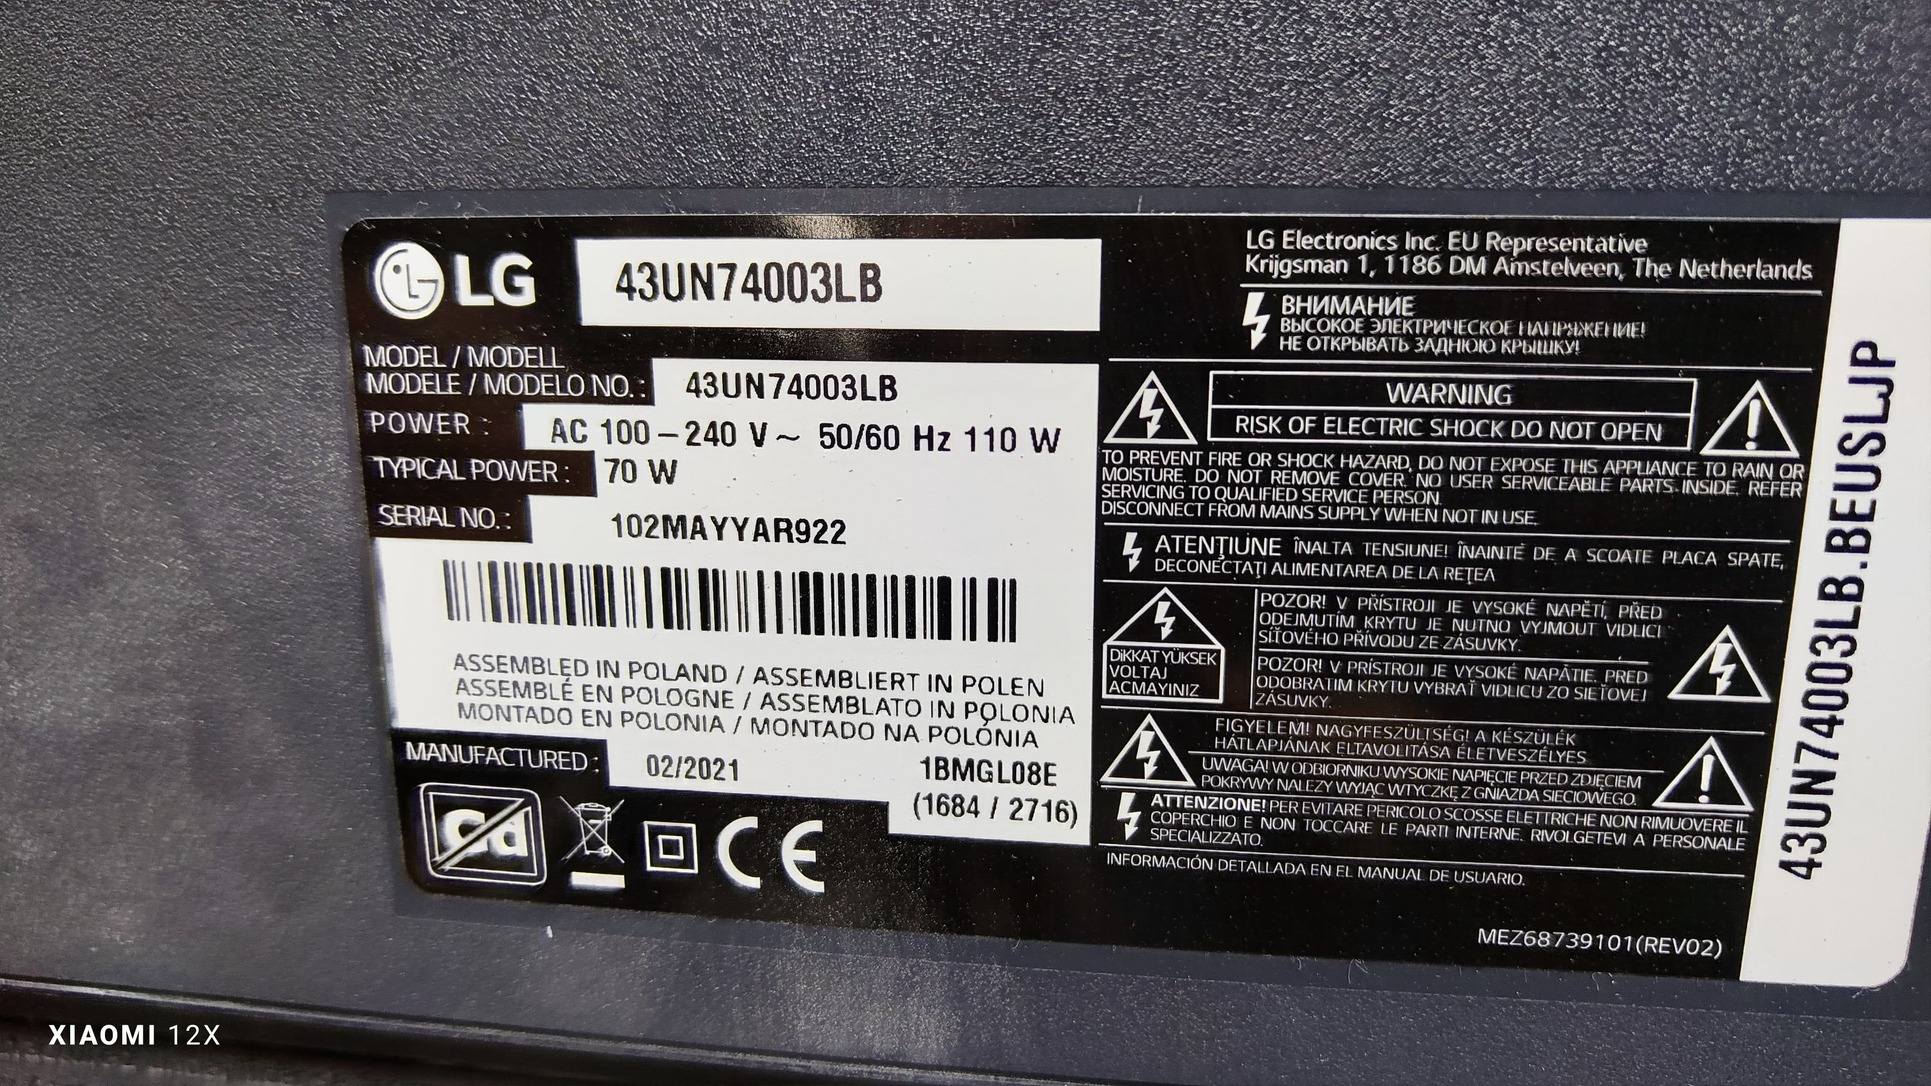 LG
43UN74003LB
MODEL / MODELL
MODELE / MODELO NO. : 43UN74003LB
POWER : AC 100 – 240 V ~ 50/60 Hz 110 W
TYPICAL POWER : 70 W
SERIAL NO. : 102MAYYAR922
ASSEMBLED IN POLAND / ASSEMBLIERT IN POLEN
ASSEMBLÉ EN POLOGNE / ASSEMBLATO IN POLONIA
MONTADO EN POLONIA / MONTADO NA POLÓNIA
MANUFACTURED : 02/2021 1BMGL08E
(1684 / 2716)
Cd
CE
LG Electronics Inc. EU Representative
Krijgsman 1, 1186 DM Amstelveen, The Netherlands
ВНИМАНИЕ
ВЫСОКОЕ ЭЛЕКТРИЧЕСКОЕ НАПРЯЖЕНИЕ!
НЕ ОТКРЫВАТЬ ЗАДНЮЮ КРЫШКУ!
WARNING
RISK OF ELECTRIC SHOCK DO NOT OPEN
TO PREVENT FIRE OR SHOCK HAZARD, DO NOT EXPOSE THIS APPLIANCE TO RAIN OR
MOISTURE. DO NOT REMOVE COVER. NO USER SERVICEABLE PARTS INSIDE. REFER
SERVICING TO QUALIFIED SERVICE PERSON.
DISCONNECT FROM MAINS SUPPLY WHEN NOT IN USE.
ATENŢIUNE ÎNALTA TENSIUNE! ÎNAINTE DE A SCOATE PLACA SPATE,
DECONECTAŢI ALIMENTAREA DE LA REŢEA
DİKKAT YÜKSEK
VOLTAJ
ACMAYINIZ
POZOR! V PŘÍSTROJI JE VYSOKÉ NAPĚTÍ, PŘED
ODEJMUTÍM KRYTU JE NUTNO VYJMOUT VIDLICI
SÍŤOVÉHO PŘÍVODU ZE ZÁSUVKY.
POZOR! V PRÍSTROJI JE VYSOKÉ NAPÄTIE. PRED
ODOBRATIM KRYTU VYBRAŤ VIDLICU ZO SIEŤOVEJ
ZÁSUVKY.
FIGYELEM! NAGYFESZÜLTSÉG! A KÉSZÜLÉK
HÁTLAPJÁNAK ELTAVOLITÁSA ÉLETVESZÉLYES
UWAGA! W ODBIORNIKU WYSOKIE NAPIĘCIE PRZED ZDJĘCIEM
POKRYWY NALEŻY WYJĄĆ WTYCZKĘ Z GNIAZDA SIECIOWEGO.
ATTENZIONE! PER EVITARE PERICOLO SCOSSE ELETTRICHE NON RIMUOVERE IL
COPERCHIO E NON TOCCARE LE PARTI INTERNE. RIVOLGETEVI A PERSONALE
SPECIALIZZATO.
INFORMACIÓN DETALLADA EN EL MANUAL DE USUARIO.
MEZ68739101(REV02)
43UN74003LB.BEUSLJP
XIAOMI 12X